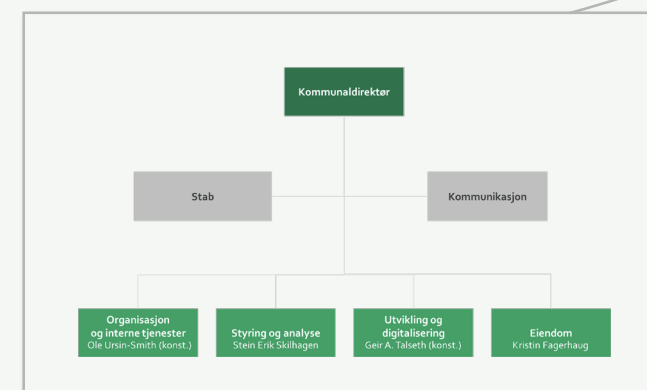 Kommunaldirektør
Stab
Kommunikasjon
Organisasjon
og interne tjenester
Ole Ursin-Smith (konst.)
Styring og analyse
Stein Erik Skilhagen
Utvikling og
digitalisering
Geir A. Talseth (konst.)
Eiendom
Kristin Fagerhaug